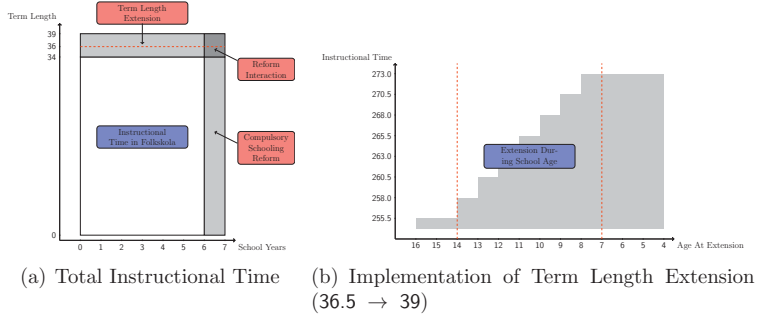 Term Length
Term Length
Extension
39
36
34
Reform
Interaction
Instructional
Time in Folkskola
Compulsory
Schooling
Reform
0
0 1 2 3 4 5 6 7
School Years
(a) Total Instructional Time
Instructional Time
273.0
270.5
268.0
265.5
263.0
260.5
258.0
255.5
Extension Dur-
ing School Age
16 15 14 13 12 11 10 9 8 7 6 5 4
Age At Extension
(b) Implementation of Term Length Extension
(36.5 → 39)